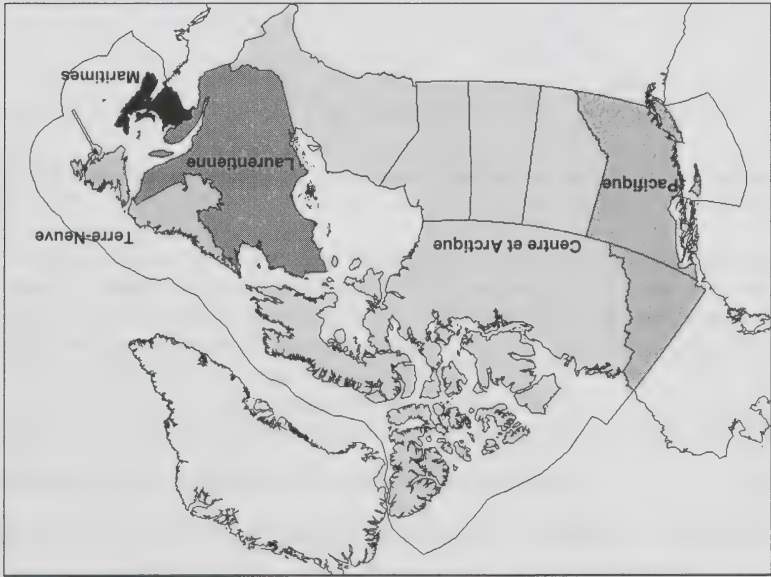 Centre et Arctique
Pacifique
Laurentienne
Terre-Neuve
Maritimes